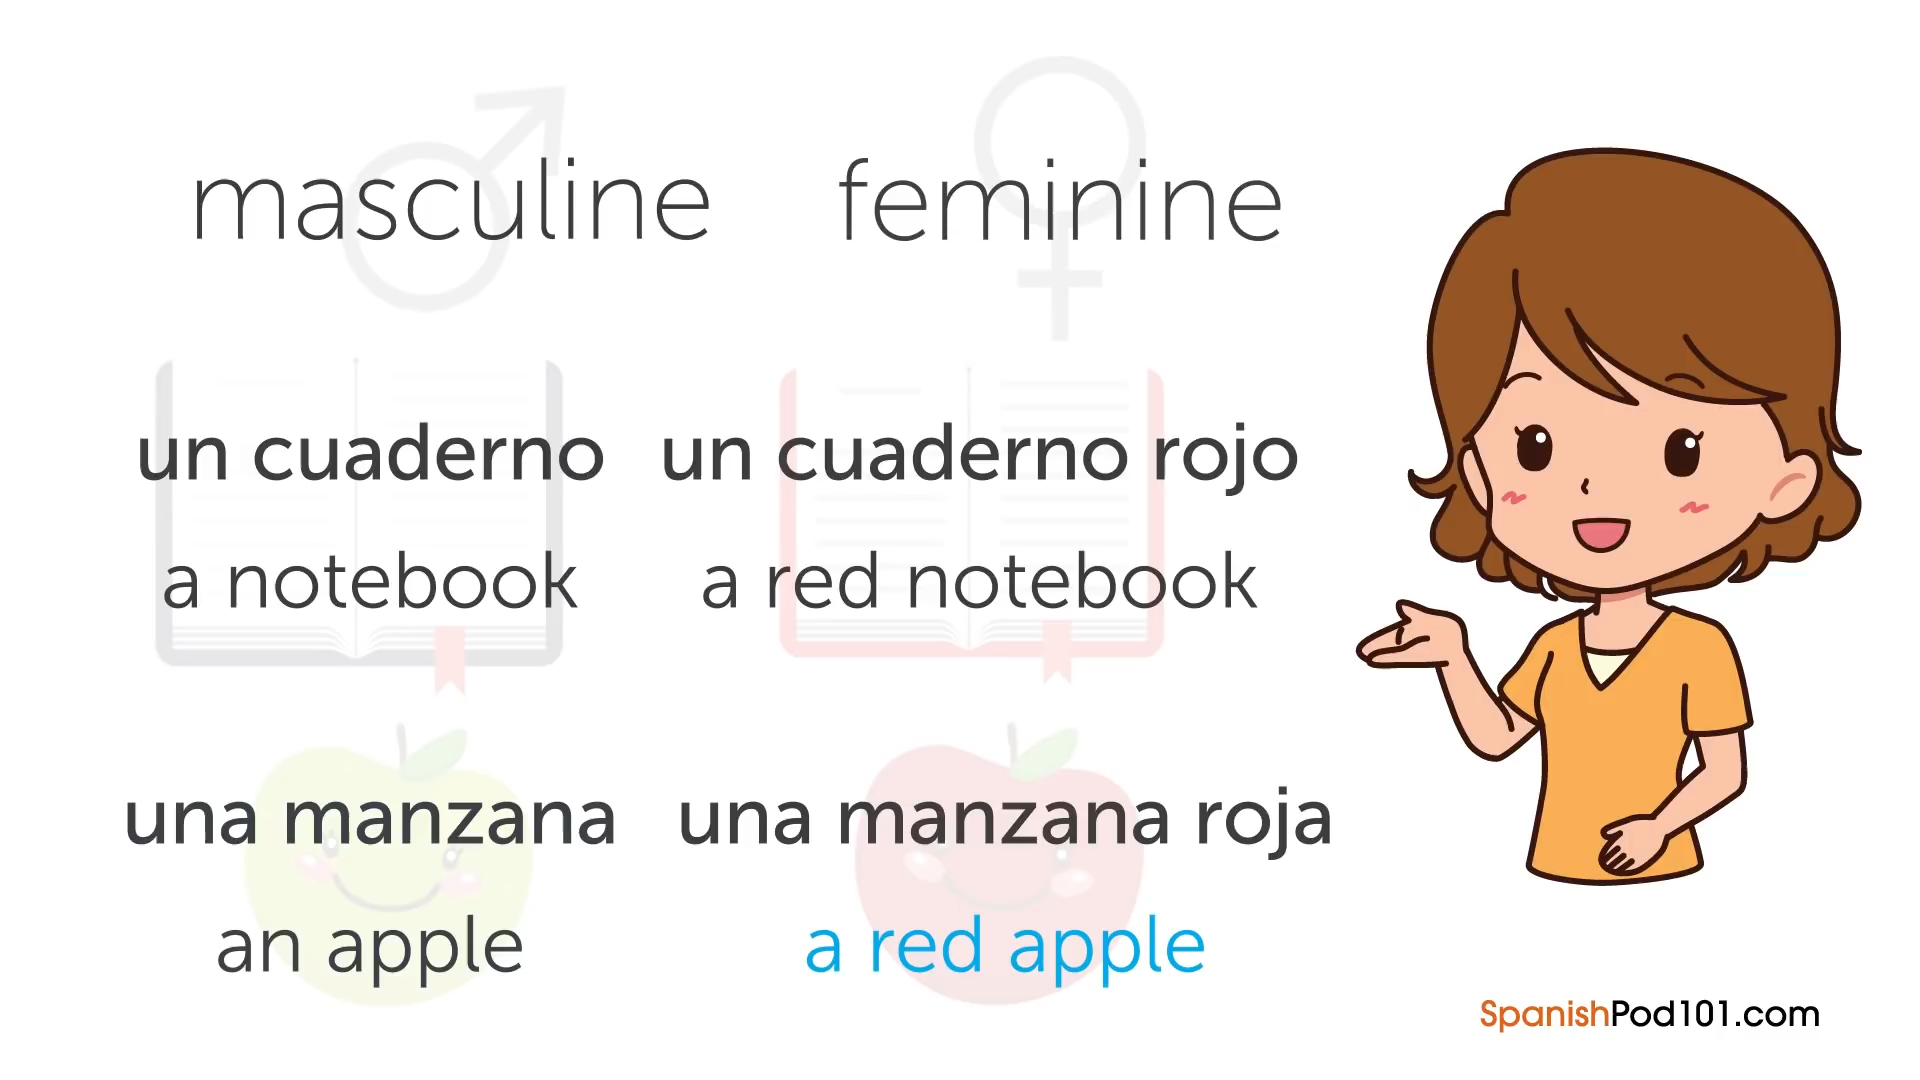 masculine feminine
un cuaderno un cuaderno rojo
a notebook a red notebook
una manzana una manzana roja
an apple a red apple
SpanishPod101.com